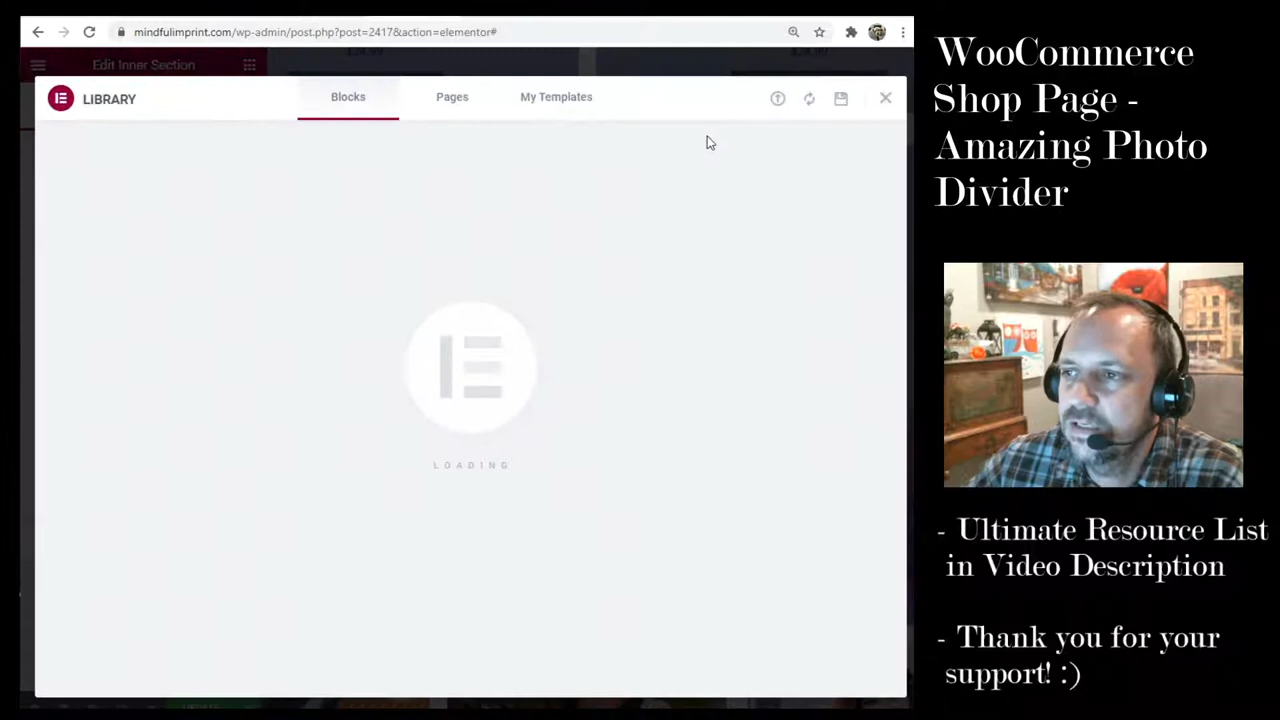 mindfulimprint.com/wp-admin/post.php?post=2417&action=elementor#
Edit Inner Section
LIBRARY
Blocks
Pages
My Templates
LOADING
WooCommerce
Shop Page -
Amazing Photo
Divider
- Ultimate Resource List
in Video Description
- Thank you for your
support! :)